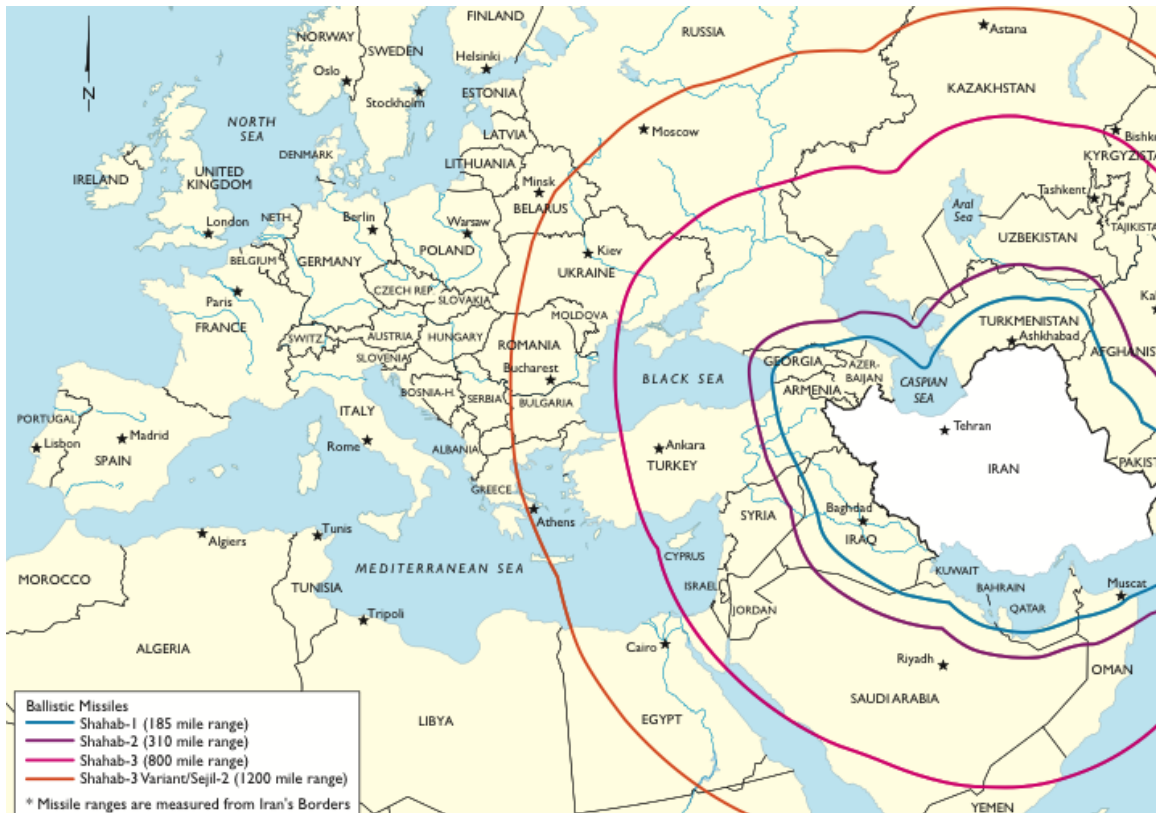 FINLAND
NORWAY
SWEDEN
RUSSIA
Astana
Helsinki
Oslo
ESTONIA
Stockholm
KAZAKHSTAN
N
NORTH
SEA
LATVIA
Moscow
DENMARK
LITHUANIA
KYRGYZSTA
IRELAND
UNITED
KINGDOM
Minsk
BELARUS
Tashkent
Aral
Sea
London
NETH.
Berlin
Warsaw
POLAND
TAJIKISTA
UZBEKISTAN
BELGIUM
GERMANY
Kiev
UKRAINE
CZECH REP.
Paris
SLOVAKIA
FRANCE
MOLDOVA
TURKMENISTAN
SWITZ.
AUSTRIA
HUNGARY
ROMANIA
Ashkhabad
SLOVENIA
AFGHANIS
GEORGIA
AZER-
BAIJAN
Bucharest
BLACK SEA
CASPIAN
SEA
BOSNIA-H.
SERBIA
ARMENIA
BULGARIA
PORTUGAL
ITALY
Tehran
Madrid
Lisbon
Rome
Ankara
SPAIN
ALBANIA
TURKEY
PAKIST
IRAN
GREECE
Athens
SYRIA
Baghdad
IRAQ
Algiers
Tunis
CYPRUS
MEDITERRANEAN SEA
KUWAIT
MOROCCO
TUNISIA
ISRAEL
BAHRAIN
Muscat
JORDAN
QATAR
Tripoli
Cairo
ALGERIA
Riyadh
OMAN
SAUDI ARABIA
LIBYA
EGYPT
YEMEN
Ballistic Missiles
Shahab-1 (185 mile range)
Shahab-2 (310 mile range)
Shahab-3 (800 mile range)
Shahab-3 Variant/Sejil-2 (1200 mile range)
* Missile ranges are measured from Iran's Borders